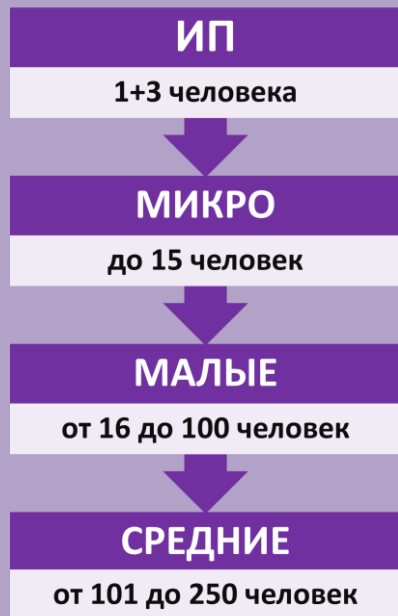 ИП
1+3 человека
МИКРО
до 15 человек
МАЛЫЕ
от 16 до 100 человек
СРЕДНИЕ
от 101 до 250 человек